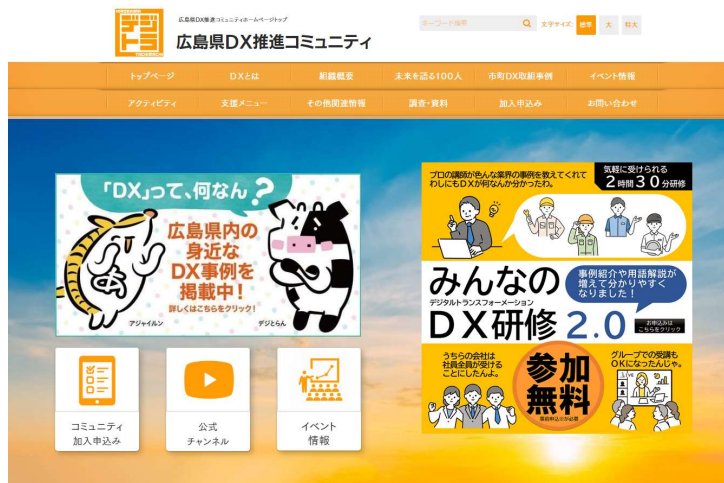 デジ
トラ
広島県DX推進コミュニティホームページトップ
広島県DX推進コミュニティ
キーワード検索
文字サイズ:
標準
大
特大
トップページ
DXとは
組織概要
未来を語る100人
市町DX取組事例
イベント情報
アクティビティ
支援メニュー
その他関連情報
調査・資料
加入申込み
お問い合わせ
「DX」って、何なん?
広島県内の
身近な
DX事例を
掲載中!
詳しくはこちらをクリック!
アジャイルン
デジとらん
コミュニティ
加入申込み
公式
チャンネル
イベント
情報
プロの講師が色んな業界の事例を教えてくれて
わしにもDXが何なんか分かったわ。
気軽に受けられる
2時間30分研修
みんなの
デジタルトランスフォーメーション
DX研修 2.0
事例紹介や用語解説が
増えて分かりやすく
なりました!
お申込みは
こちらをクリック
うちらの会社は
社員全員が受ける
ことにしたんよ。
参加
無料
事前申込みが必要
グループでの受講も
OKになったんじゃ。